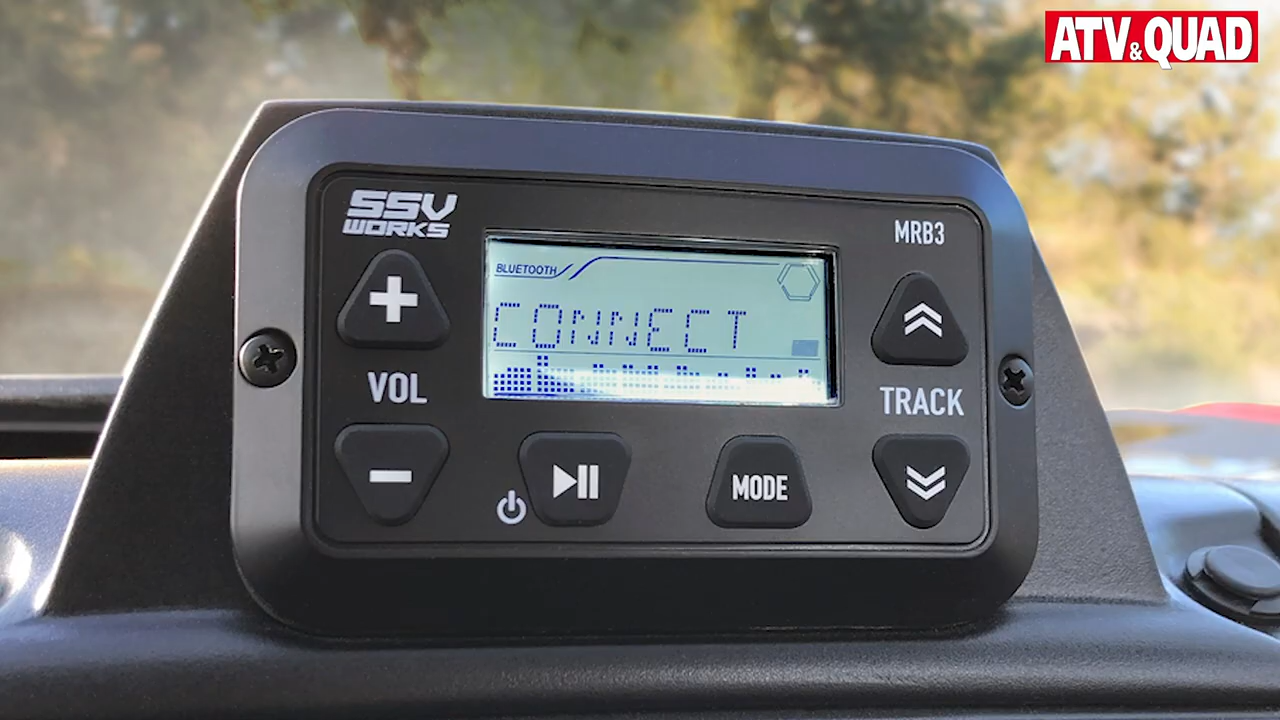 ATV&QUAD
SSV
WORKS
MRB3
BLUETOOTH
CONNECT
VOL
TRACK
MODE